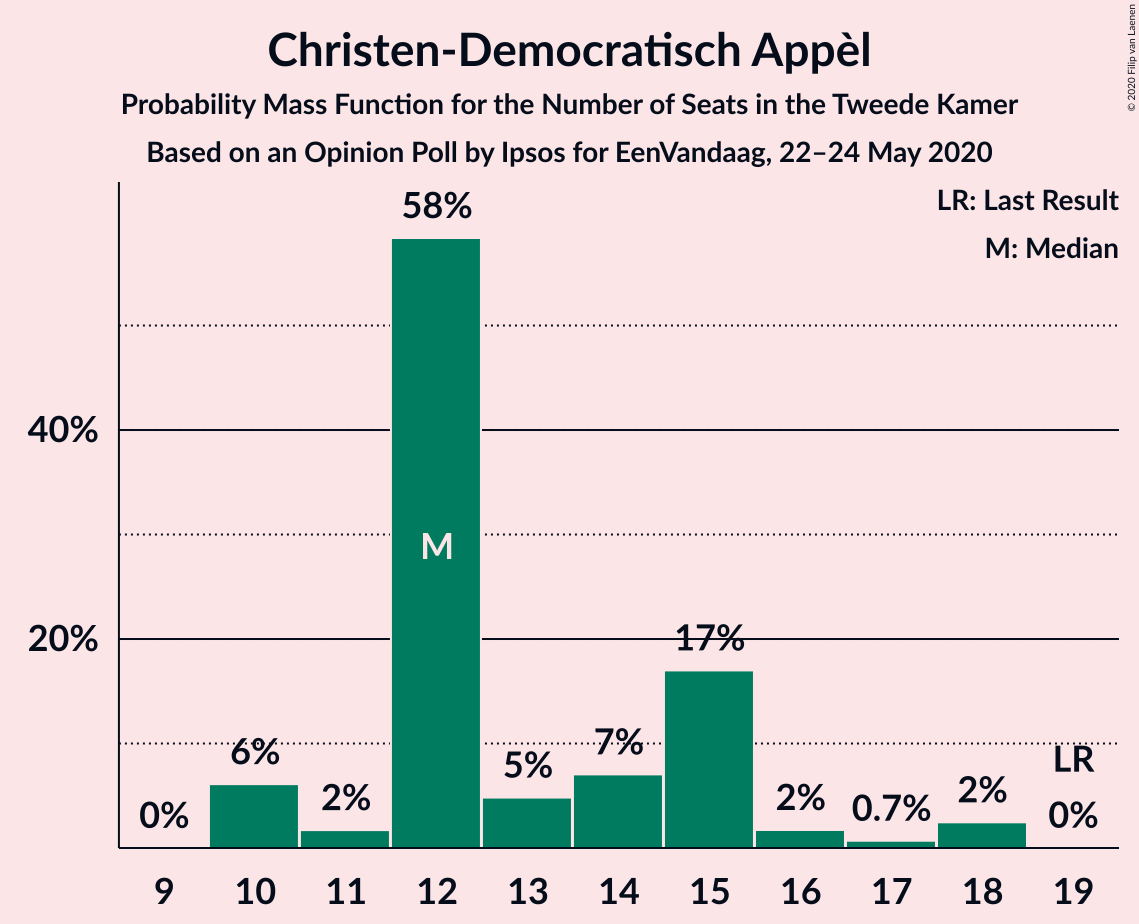 Christen-Democratisch Appèl
Probability Mass Function for the Number of Seats in the Tweede Kamer
Based on an Opinion Poll by Ipsos for EenVandaag, 22–24 May 2020
© 2020 Filip van Laenen
LR: Last Result
M: Median
58%
40%
M
20%
17%
6%
7%
LR
5%
2%
2%
2%
0.7%
0%
0%
9 10 11 12 13 14 15 16 17 18 19